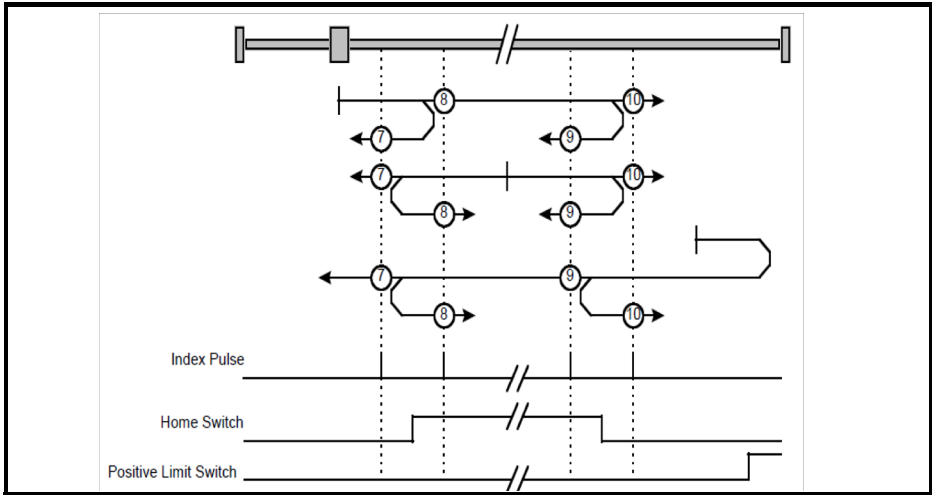 8 10
7 9
7 10
8 9
7 9
8 10
Index Pulse
Home Switch
Positive Limit Switch